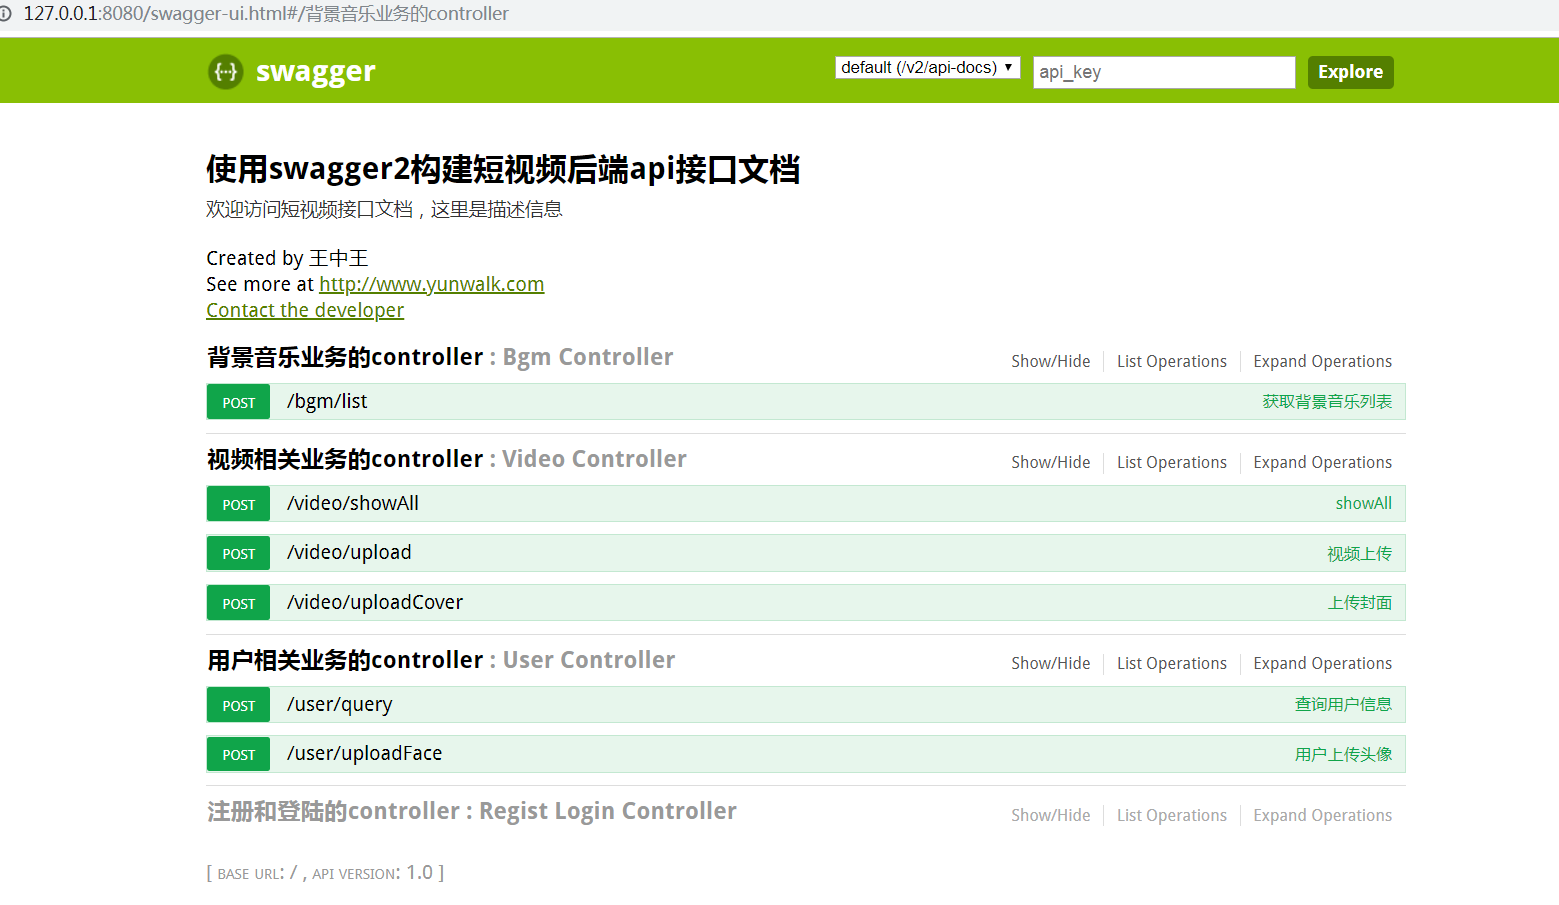 127.0.0.1:8080/swagger-ui.html#/背景音乐业务的controller
{···} swagger default (/v2/api-docs) ▼ api_key Explore
使用swagger2构建短视频后端api接口文档
欢迎访问短视频接口文档，这里是描述信息
Created by 王中王
See more at http://www.yunwalk.com
Contact the developer
背景音乐业务的controller : Bgm Controller Show/Hide List Operations Expand Operations
POST /bgm/list 获取背景音乐列表
视频相关业务的controller : Video Controller Show/Hide List Operations Expand Operations
POST /video/showAll showAll
POST /video/upload 视频上传
POST /video/uploadCover 上传封面
用户相关业务的controller : User Controller Show/Hide List Operations Expand Operations
POST /user/query 查询用户信息
POST /user/uploadFace 用户上传头像
注册和登陆的controller : Regist Login Controller Show/Hide List Operations Expand Operations
[ BASE URL: / , API VERSION: 1.0 ]